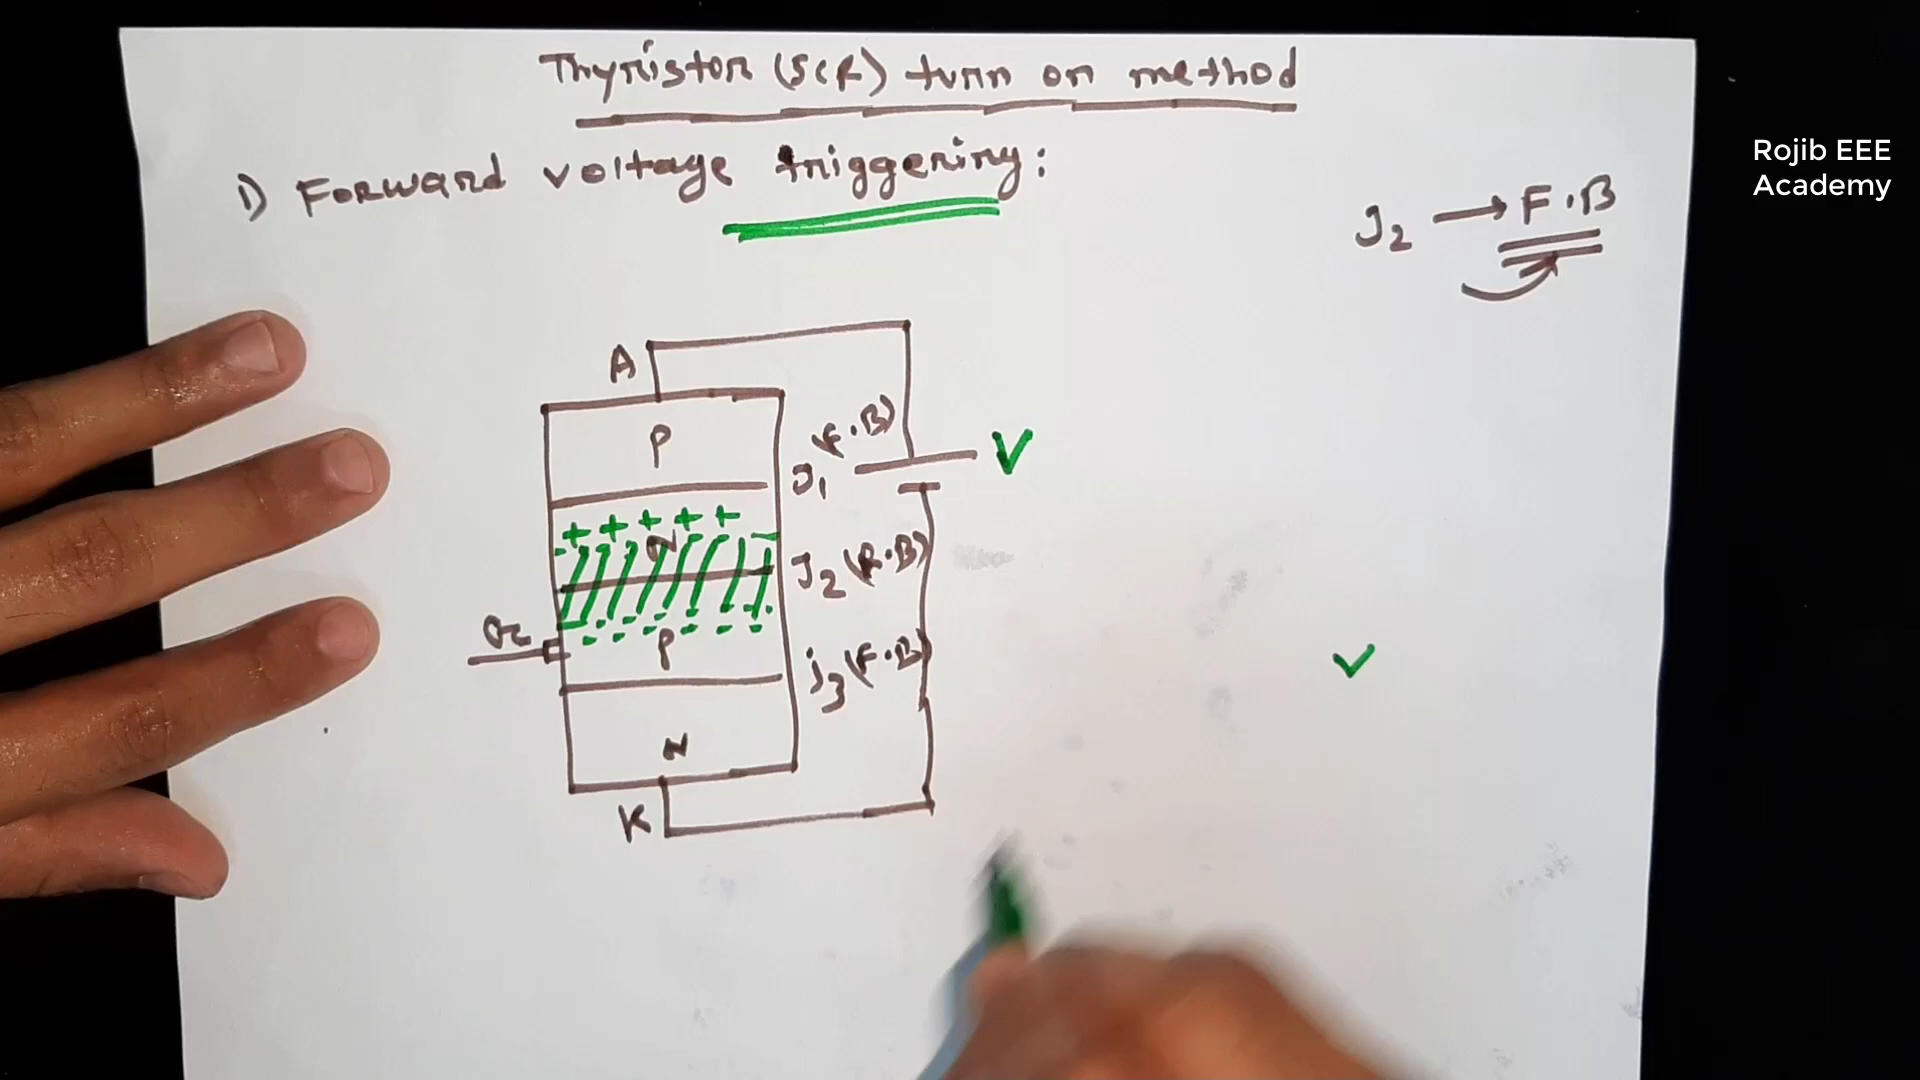 Thyristor (SCR) turn on method
1) Forward voltage triggering:
Rojib EEE
Academy
J2 → F.B
A
P
J1 (F.B)
V
+ + + + +
N
J2 (R.B)
- - - - - -
G
P
J3 (F.B)
N
K